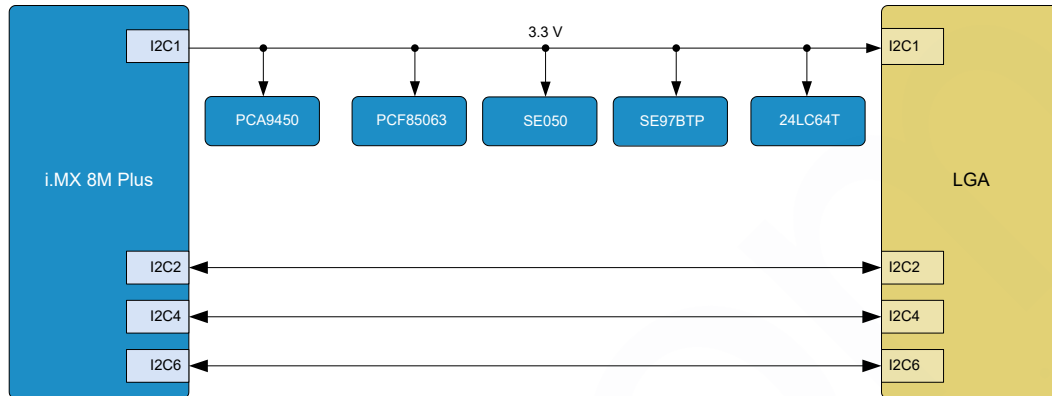 I2C1
3.3 V
I2C1
PCA9450
PCF85063
SE050
SE97BTP
24LC64T
i.MX 8M Plus
LGA
I2C2
I2C2
I2C4
I2C4
I2C6
I2C6